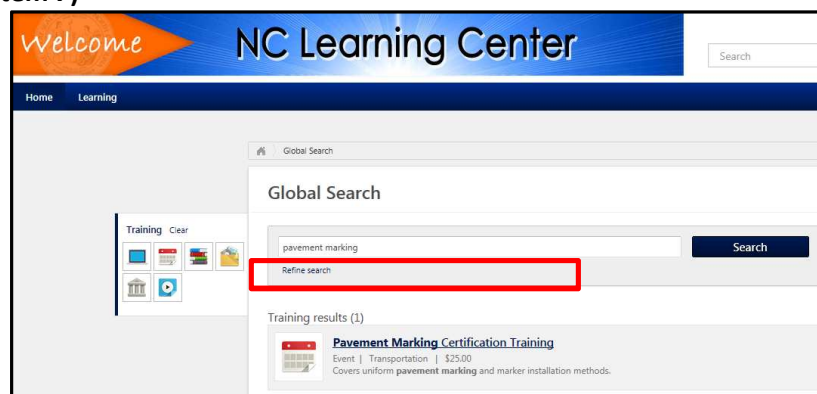 Welcome
NC Learning Center
Search
Home Learning
Global Search
Global Search
Training Clear
pavement marking
Search
Refine search
Training results (1)
Pavement Marking Certification Training
Event | Transportation | $25.00
Covers uniform pavement marking and marker installation methods.